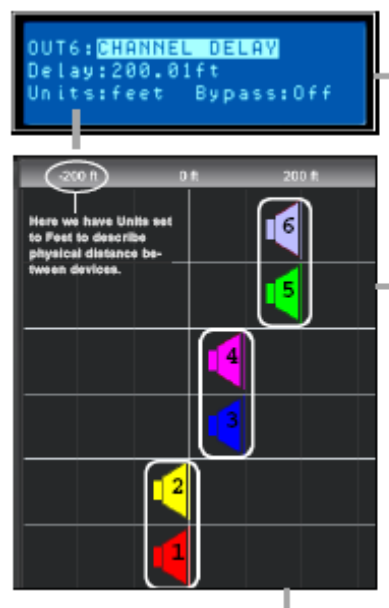 OUT6:CHANNEL DELAY
Delay:200.01ft
Units:feet Bypass:Off
-200 ft 0 ft 200 ft
Here we have Units set
to Feet to describe
physical distance be-
tween devices.
6
5
4
3
2
1